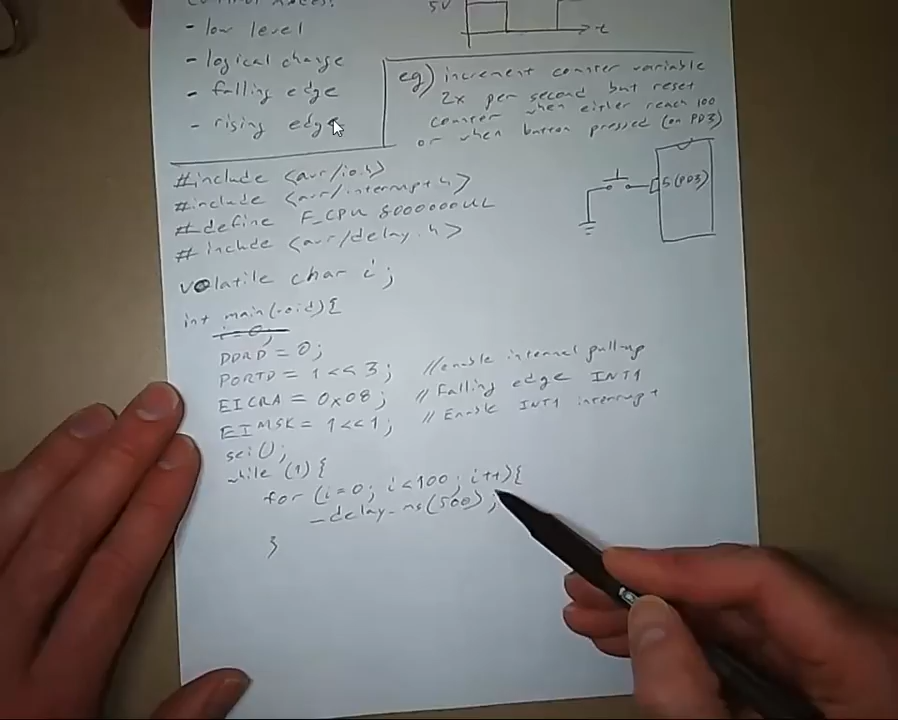 - low level
- logical change
- falling edge
- rising edge
5V
t
eg) increment counter variable
2x per second but reset
counter when either reach 100
or when button pressed (on PD3)
5(PD3)
#include <avr/io.h>
#include <avr/interrupt.h>
#define F_CPU 8000000UL
#include <avr/delay.h>
volatile char i;
int main(void){
i=0;
DDRD = 0;
PORTD = 1<<3; //enable internal pull-up
EICRA = 0x08; //Falling edge INT1
EIMSK = 1<<1; //Enable INT1 interrupt
sei();
while (1){
for (i=0; i<100; i++){
_delay_ms(500);
}